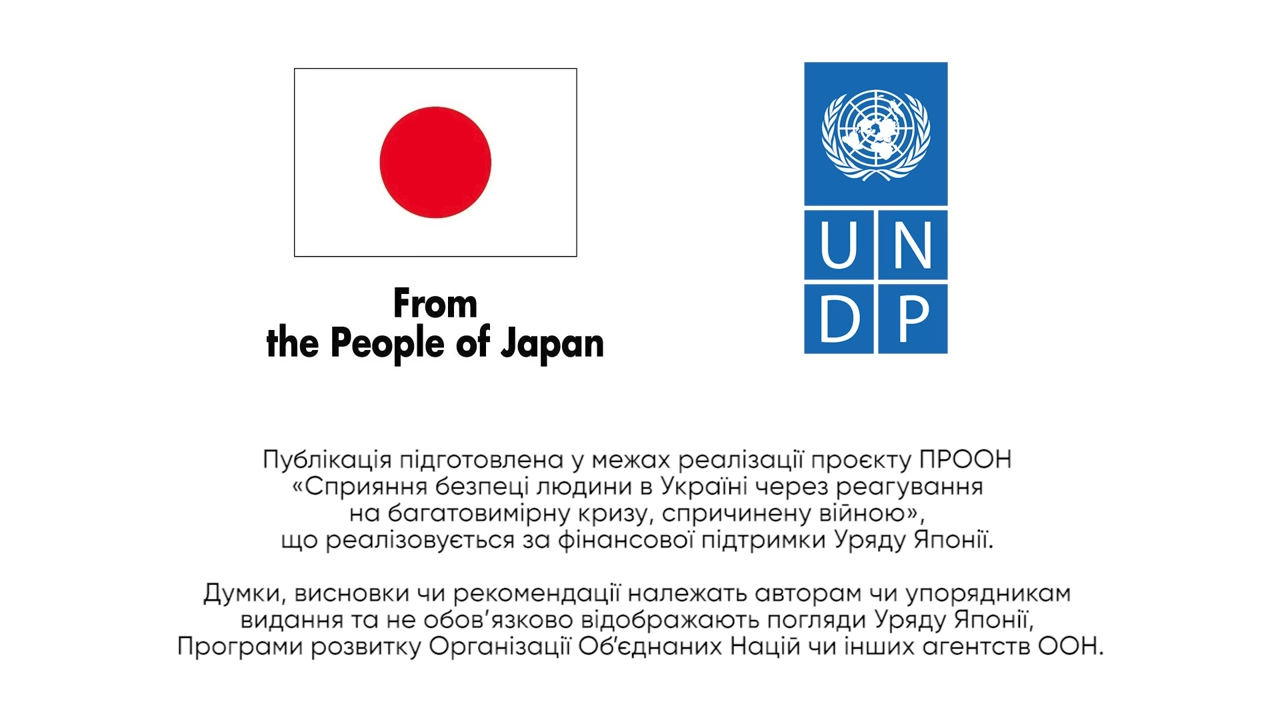 From
the People of Japan
U N
D P
Публікація підготовлена у межах реалізації проєкту ПРООН
«Сприяння безпеці людини в Україні через реагування
на багатовимірну кризу, спричинену війною»,
що реалізовується за фінансової підтримки Уряду Японії.
Думки, висновки чи рекомендації належать авторам чи упорядникам
видання та не обов’язково відображають погляди Уряду Японії,
Програми розвитку Організації Об’єднаних Націй чи інших агентств ООН.